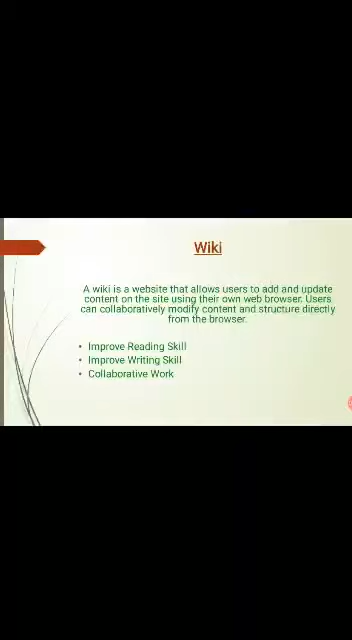 Wiki
A wiki is a website that allows users to add and update
content on the site using their own web browser. Users
can collaboratively modify content and structure directly
from the browser.
• Improve Reading Skill
• Improve Writing Skill
• Collaborative Work